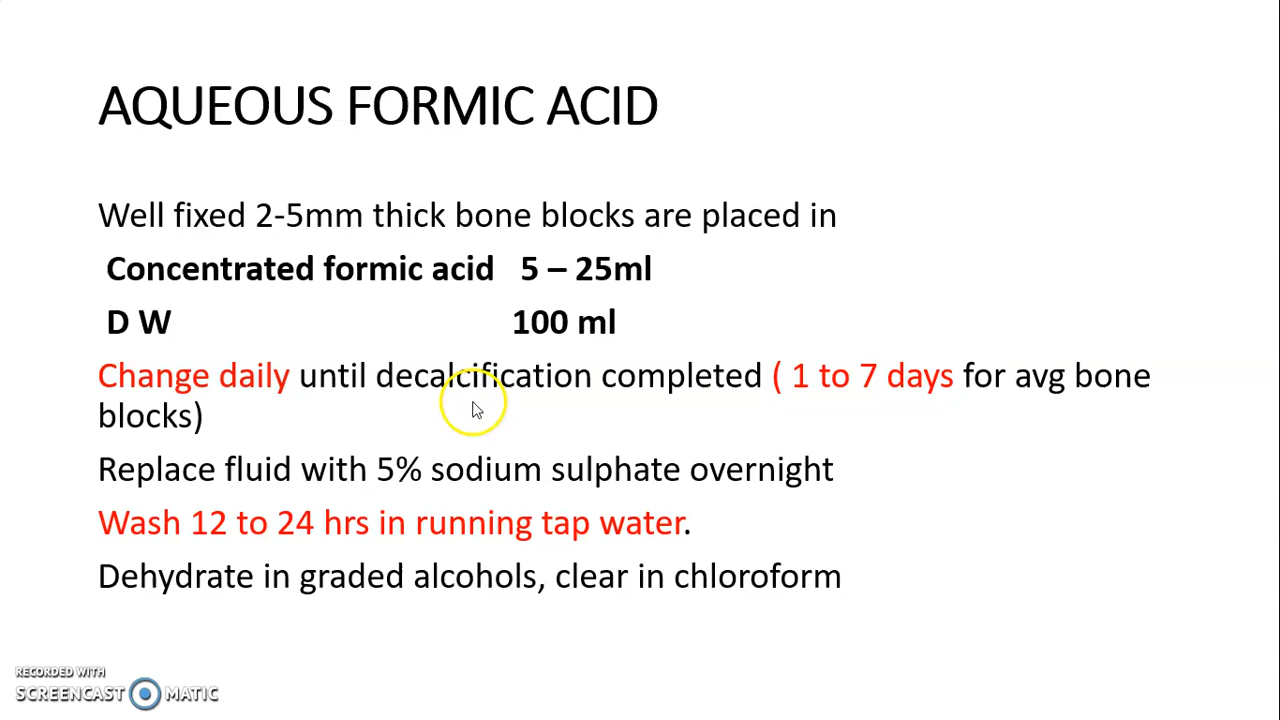 AQUEOUS FORMIC ACID
Well fixed 2-5mm thick bone blocks are placed in
Concentrated formic acid 5 – 25ml
D W 100 ml
Change daily until decalcification completed ( 1 to 7 days for avg bone
blocks)
Replace fluid with 5% sodium sulphate overnight
Wash 12 to 24 hrs in running tap water.
Dehydrate in graded alcohols, clear in chloroform
RECORDED WITH
SCREENCAST MATIC